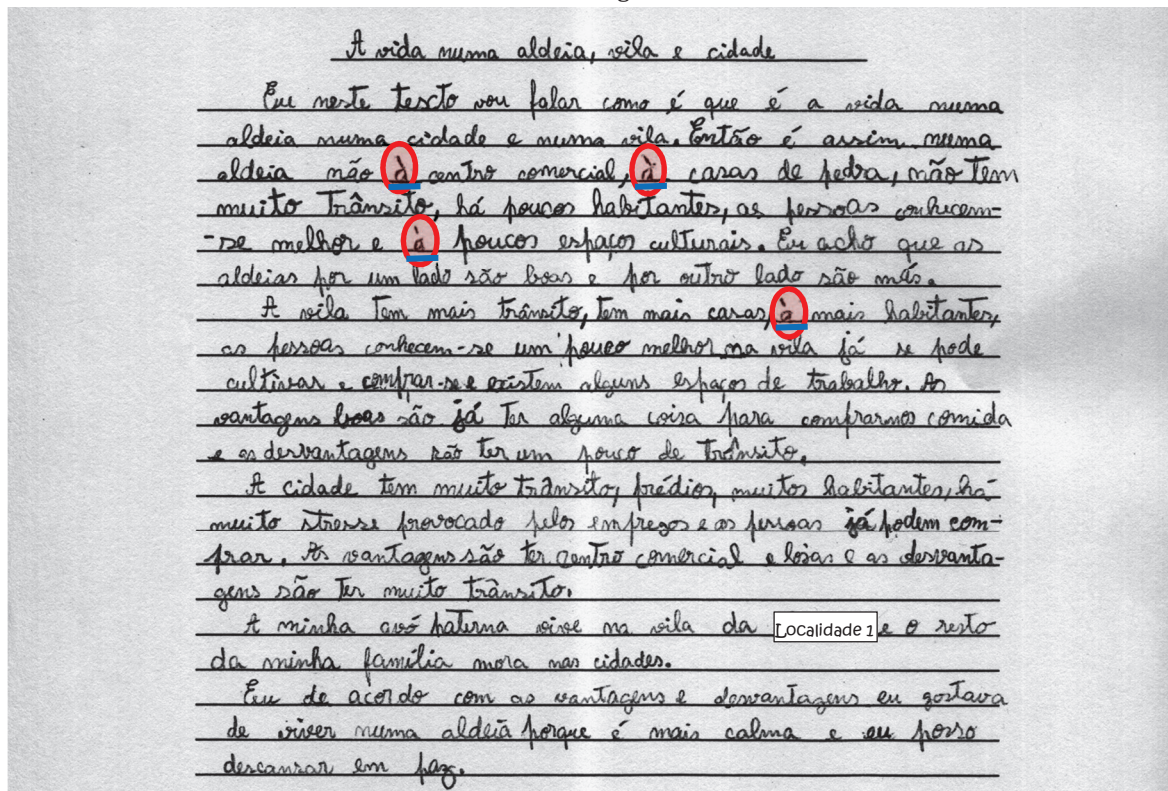 A vida numa aldeia, vila e cidade
Eu neste tescto vou falar como é que é a vida numa
aldeia numa cidade e numa vila. Então é assim numa
aldeia não à centro comercial, à casas de pedra, não tem
muito trânsito, há poucos habitantes, as pessoas conhecem-
-se melhor e à poucos espaços culturais. Eu acho que as
aldeias por um lado são boas e por outro lado são más.
A vila tem mais trânsito, tem mais casas, à mais habitantes,
as pessoas conhecem-se um pouco melhor na vila já se pode
cultivar e comprar-se e existem alguns espaços de trabalho. As
vantagens boas são já ter alguma coisa para comprarmos comida
e as desvantagens são ter um pouco de trânsito.
A cidade tem muito trânsito, prédios, muitos habitantes, há
muito stresse provocado pelos empregos e as pessoas já podem com-
prar. As vantagens são ter centro comercial e lojas e as desvanta-
gens são ter muito trânsito.
A minha avó paterna vive na vila da Localidade 1 e o resto
da minha família mora nas cidades.
Eu de acordo com as vantagens e desvantagens eu gostava
de viver numa aldeia porque é mais calma e eu posso
descansar em paz.